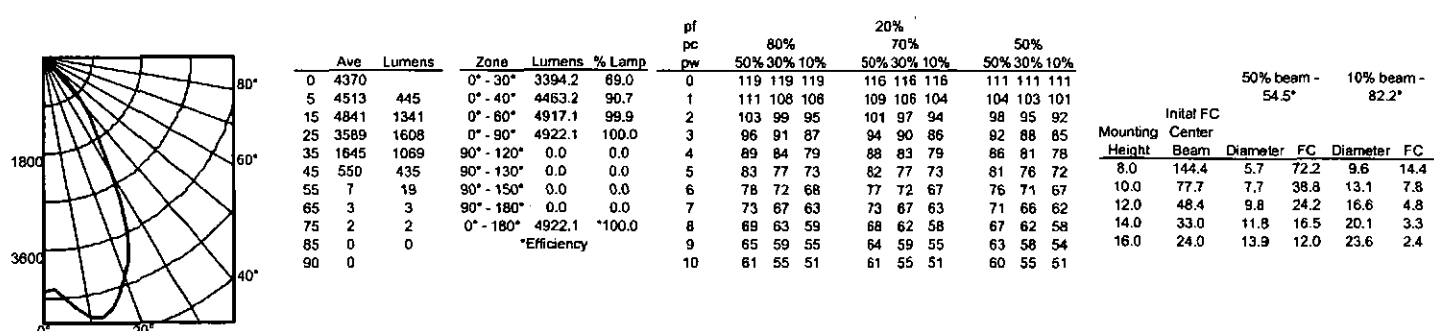 1800
3600
0°
20°
40°
60°
80°
Ave Lumens
0 4370
5 4513 445
15 4841 1341
25 3589 1608
35 1645 1069
45 550 435
55 7 19
65 3 3
75 2 2
85 0 0
90 0
Zone Lumens % Lamp
0° - 30° 3394.2 69.0
0° - 40° 4463.2 90.7
0° - 60° 4917.1 99.9
0° - 90° 4922.1 100.0
90° - 120° 0.0 0.0
90° - 130° 0.0 0.0
90° - 150° 0.0 0.0
90° - 180° 0.0 0.0
0° - 180° 4922.1 *100.0
*Efficiency
pf 20%
pc 80% 70% 50%
pw 50% 30% 10% 50% 30% 10% 50% 30% 10%
0 119 119 119 116 116 116 111 111 111
1 111 108 106 109 106 104 104 103 101
2 103 99 95 101 97 94 98 95 92
3 96 91 87 94 90 86 92 88 85
4 89 84 79 88 83 79 86 81 78
5 83 77 73 82 77 73 81 76 72
6 78 72 68 77 72 67 76 71 67
7 73 67 63 73 67 63 71 66 62
8 69 63 59 68 62 58 67 62 58
9 65 59 55 64 59 55 63 58 54
10 61 55 51 61 55 51 60 55 51
50% beam - 10% beam -
54.5° 82.2°
Inital FC
Mounting Center
Height Beam Diameter FC Diameter FC
8.0 144.4 5.7 72.2 9.6 14.4
10.0 77.7 7.7 38.8 13.1 7.8
12.0 48.4 9.8 24.2 16.6 4.8
14.0 33.0 11.8 16.5 20.1 3.3
16.0 24.0 13.9 12.0 23.6 2.4